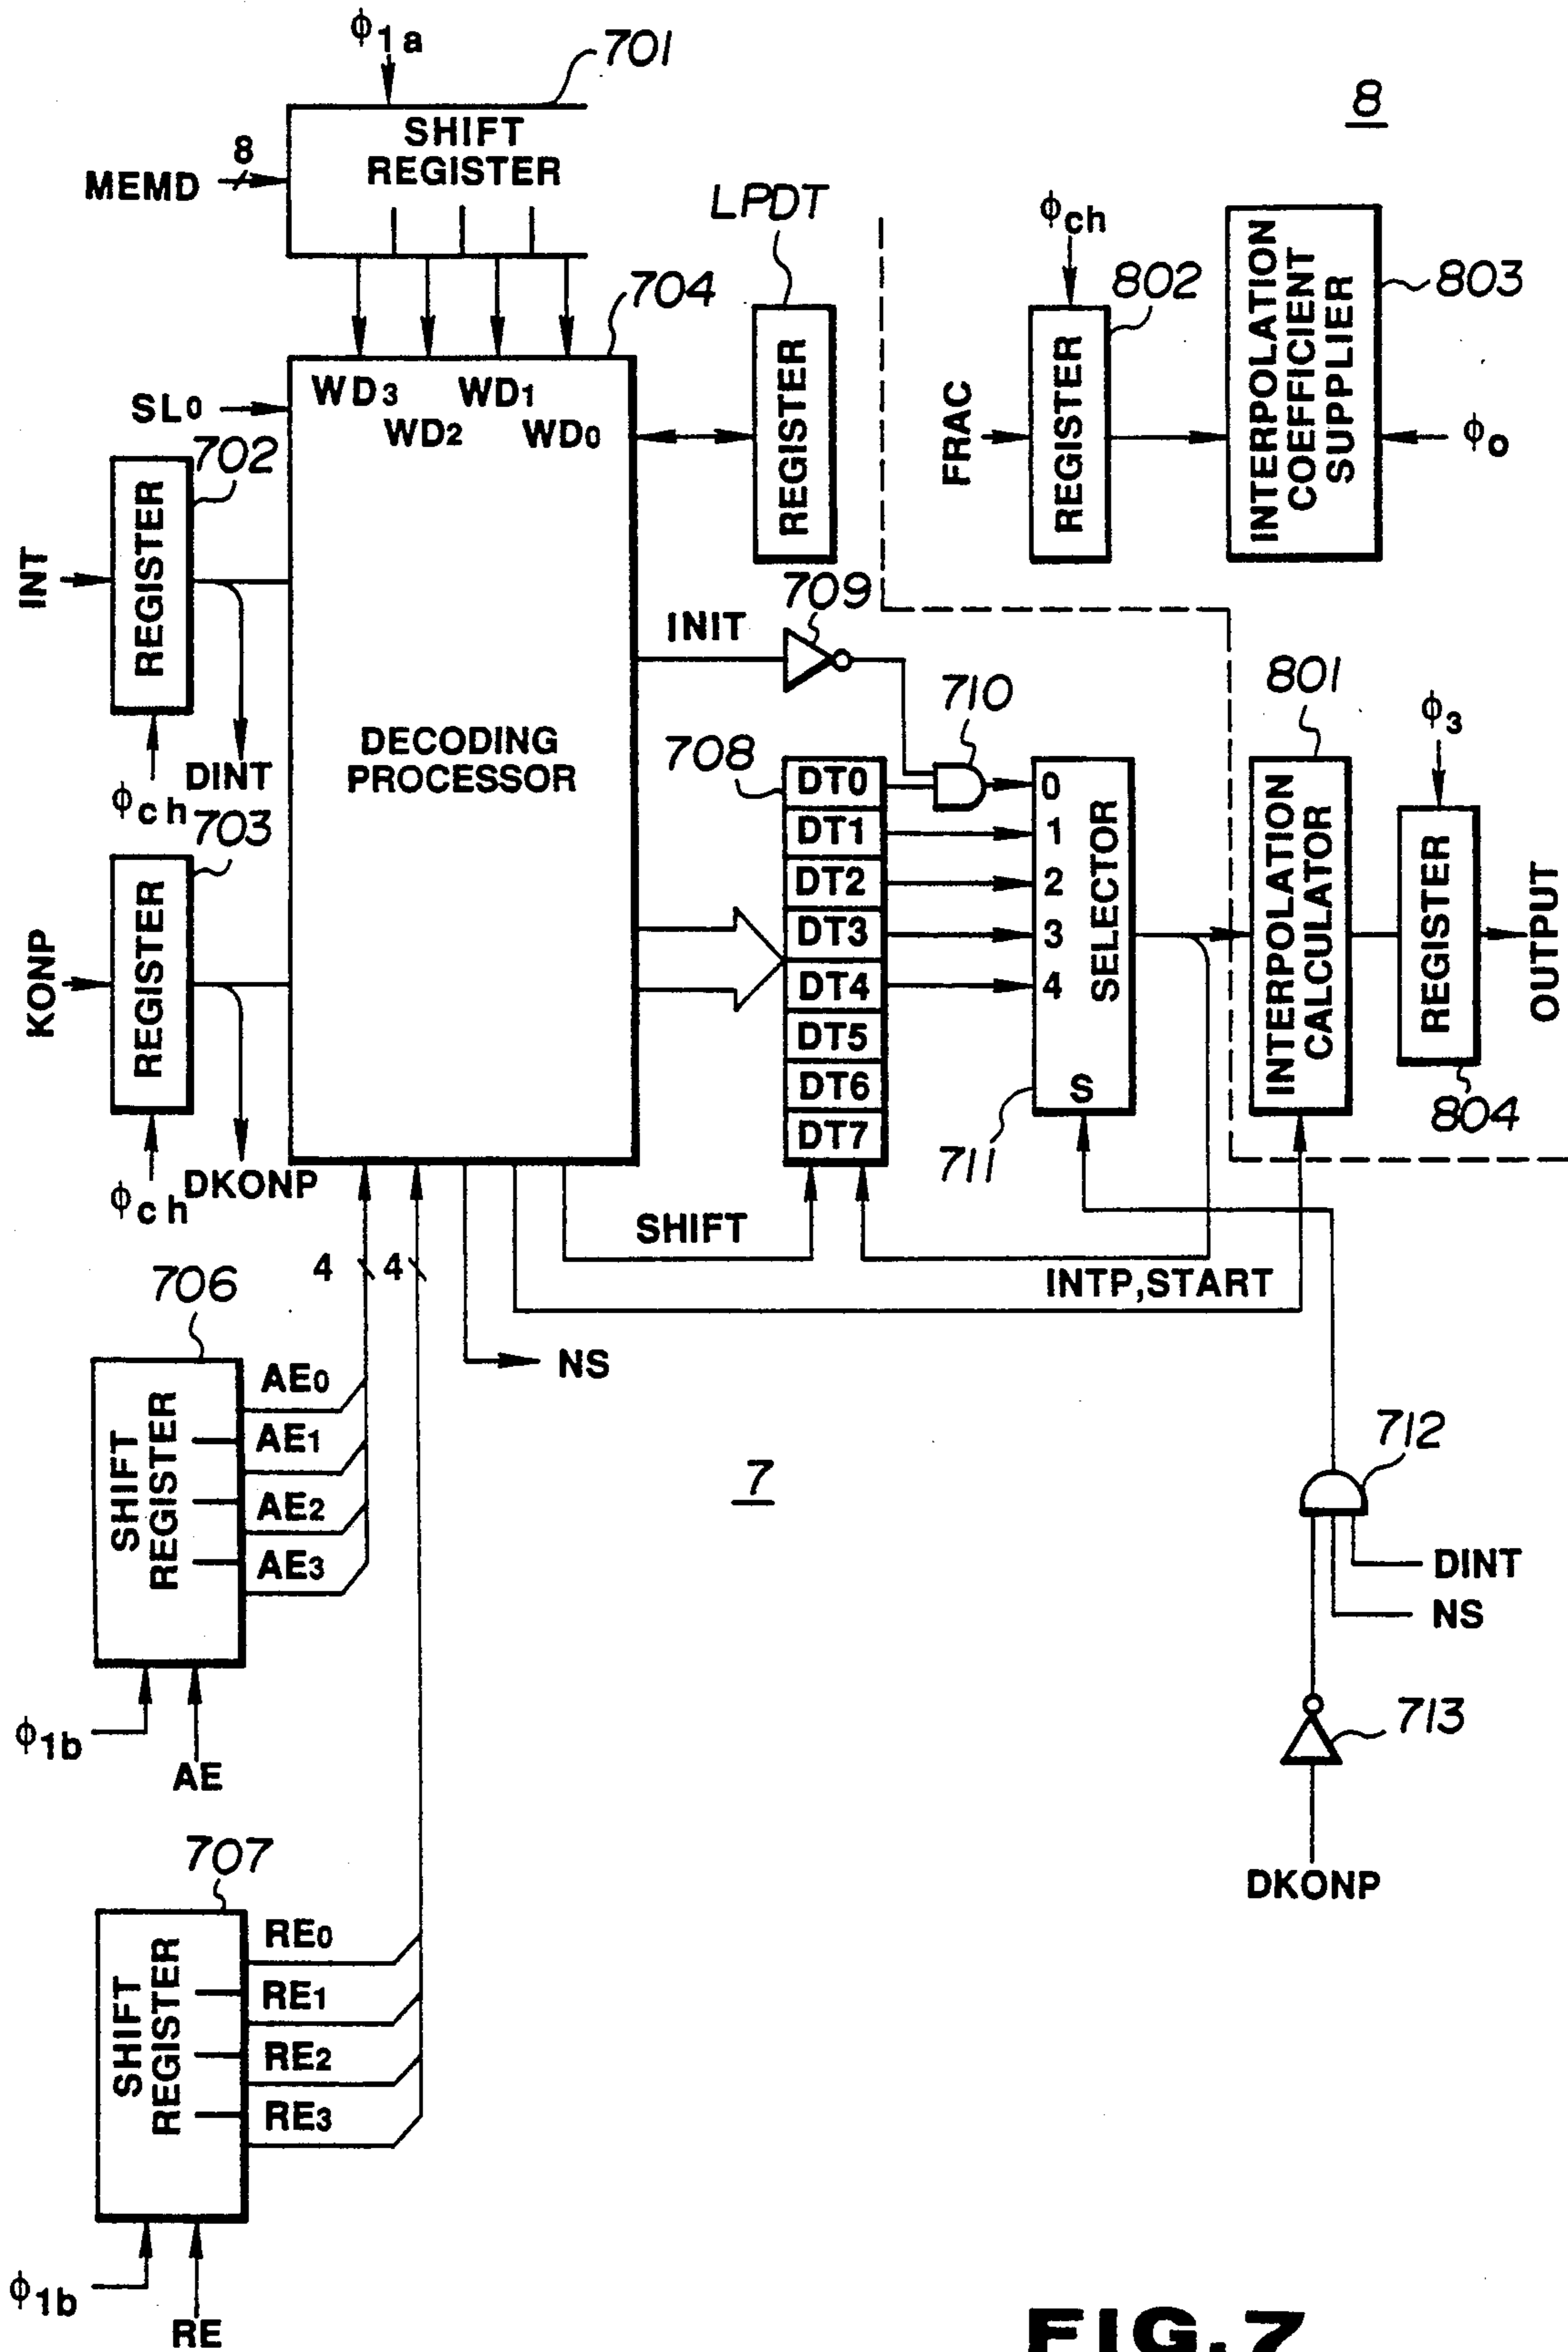 ϕ1a
701
8
SHIFT
REGISTER
8
MEMD
LPDT
ϕch
802
INTERPOLATION
COEFFICIENT
SUPPLIER
803
704
REGISTER
FRAC
REGISTER
ϕ0
SL0
WD3
WD2
WD1
WD0
702
INT
REGISTER
DINT
ϕch
709
INIT
710
801
ϕ3
DECODING
PROCESSOR
708
DT0
DT1
DT2
DT3
DT4
DT5
DT6
DT7
0
1
2
3
4
SELECTOR
S
711
INTERPOLATION
CALCULATOR
REGISTER
OUTPUT
804
703
KONP
REGISTER
DKONP
ϕch
SHIFT
4
4
INTP,START
706
NS
SHIFT
REGISTER
AE0
AE1
AE2
AE3
7
712
DINT
NS
ϕ1b
AE
713
DKONP
707
SHIFT
REGISTER
RE0
RE1
RE2
RE3
ϕ1b
RE
FIG.7